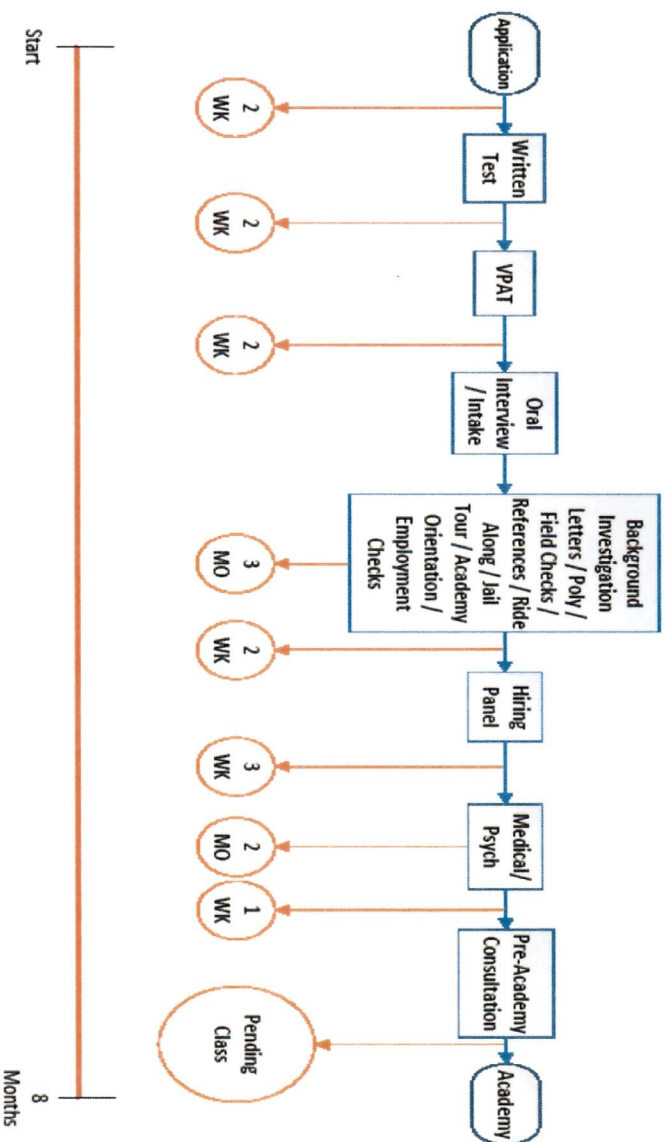 Application
Written
Test
VPAT
Oral
Interview
/ Intake
Background
Investigation
Letters / Poly /
Field Checks /
References / Ride
Along / Jail
Tour / Academy
Orientation /
Employment
Checks
Hiring
Panel
Medical/
Psych
Pre-Academy
Consultation
Academy
2
WK
2
WK
2
WK
3
MO
2
WK
3
WK
2
MO
1
WK
Pending
Class
Start
8
Months